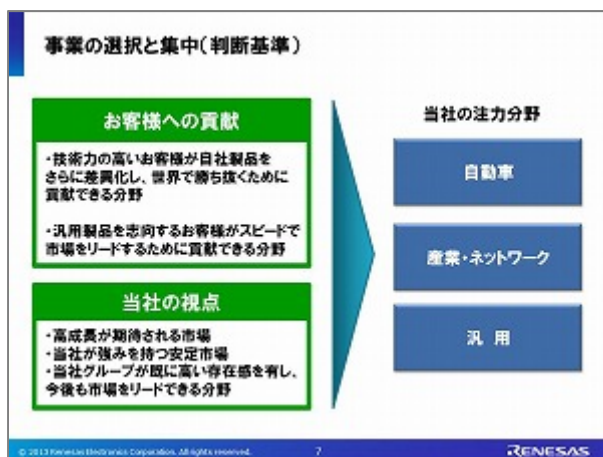 事業の選択と集中(判断基準)
お客様への貢献
・技術力の高いお客様が自社製品を
さらに差異化し、世界で勝ち抜くために
貢献できる分野
・汎用製品を志向するお客様がスピードで
市場をリードするために貢献できる分野
当社の視点
・高成長が期待される市場
・当社が強みを持つ安定市場
・当社グループが既に高い存在感を有し、
今後も市場をリードできる分野
当社の注力分野
自動車
産業・ネットワーク
汎用
© 2013 Renesas Electronics Corporation. All rights reserved.
7
RENESAS